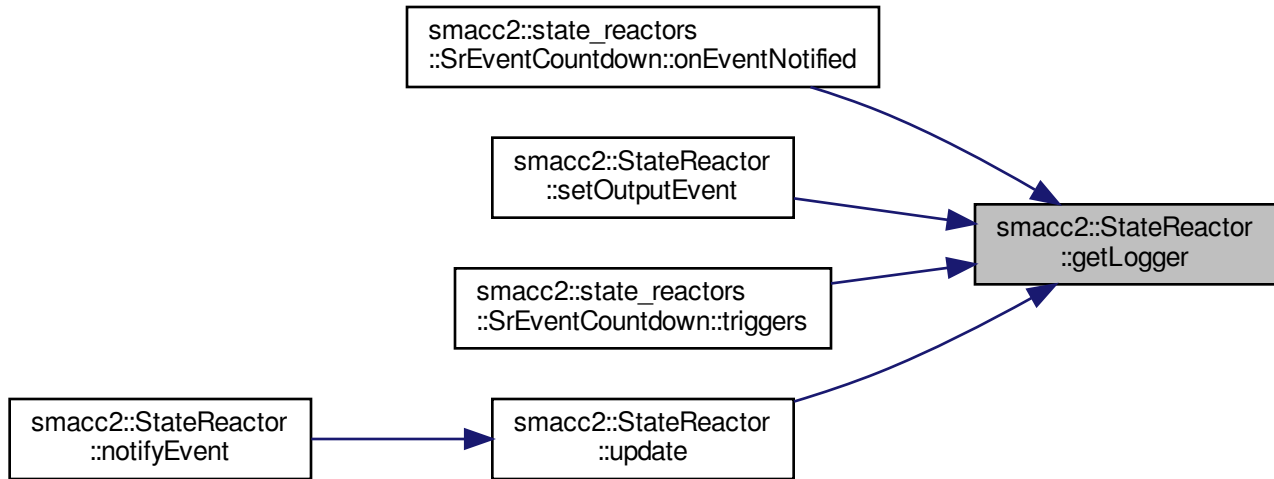 smacc2::state_reactors
::SrEventCountdown::onEventNotified
smacc2::StateReactor
::setOutputEvent
smacc2::StateReactor
::getLogger
smacc2::state_reactors
::SrEventCountdown::triggers
smacc2::StateReactor
::notifyEvent
smacc2::StateReactor
::update